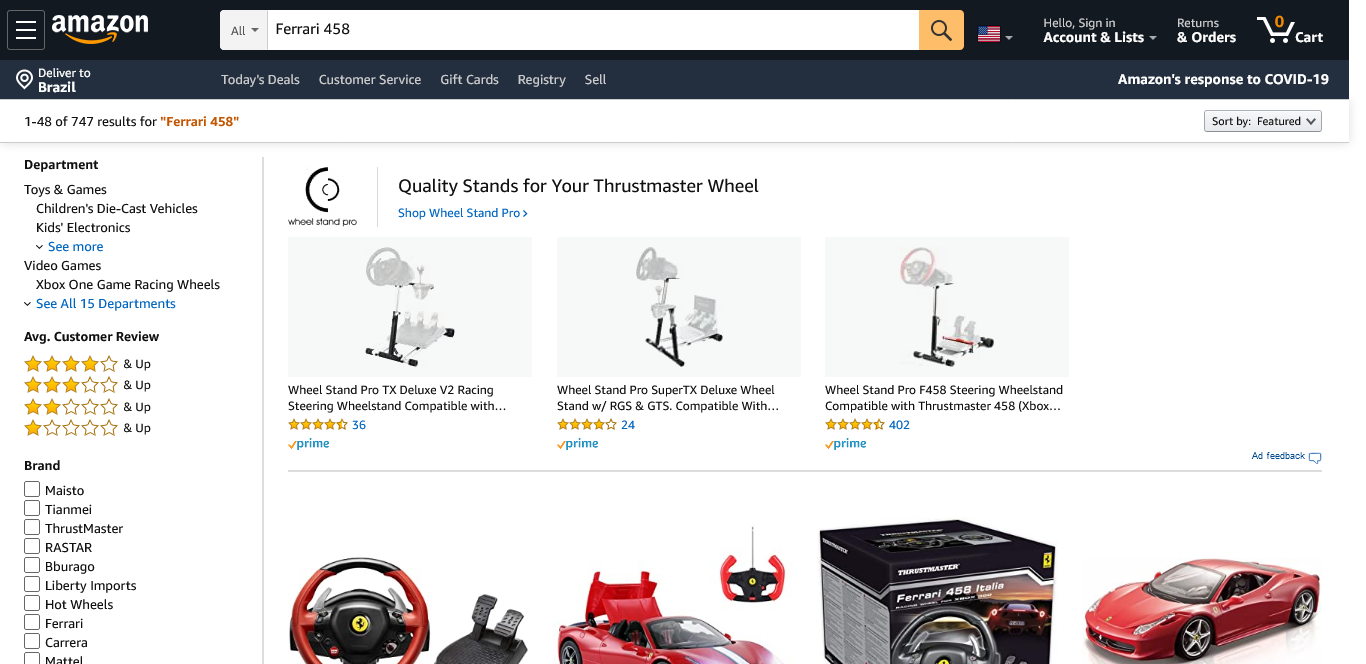 amazon
All
Ferrari 458
Hello, Sign in
Account & Lists
Returns
& Orders
0
Cart
Deliver to
Brazil
Today's Deals
Customer Service
Gift Cards
Registry
Sell
Amazon's response to COVID-19
1-48 of 747 results for "Ferrari 458"
Sort by: Featured
Department
Toys & Games
Children's Die-Cast Vehicles
Kids' Electronics
See more
Video Games
Xbox One Game Racing Wheels
See All 15 Departments
Avg. Customer Review
& Up
& Up
& Up
& Up
Brand
Maisto
Tianmei
ThrustMaster
RASTAR
Bburago
Liberty Imports
Hot Wheels
Ferrari
Carrera
Mattel
wheel stand pro
Quality Stands for Your Thrustmaster Wheel
Shop Wheel Stand Pro ›
Wheel Stand Pro TX Deluxe V2 Racing
Steering Wheelstand Compatible with…
36
prime
Wheel Stand Pro SuperTX Deluxe Wheel
Stand w/ RGS & GTS. Compatible With…
24
prime
Wheel Stand Pro F458 Steering Wheelstand
Compatible with Thrustmaster 458 (Xbox…
402
prime
Ad feedback
THRUSTMASTER
THRUSTMASTER
Ferrari 458 Italia